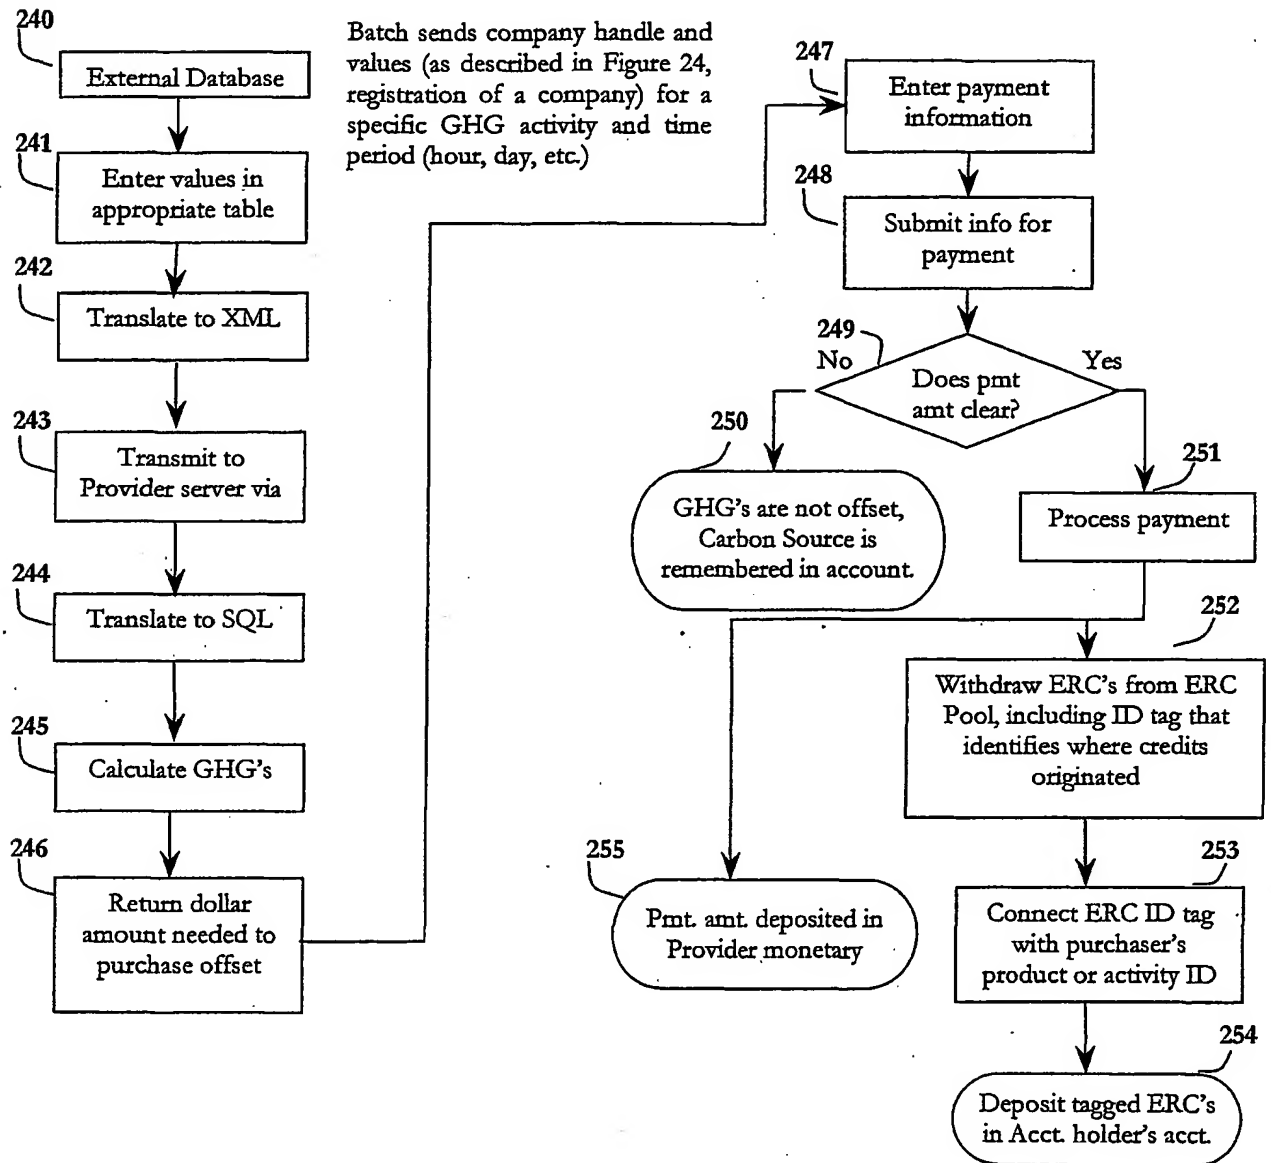 240
External Database
Batch sends company handle and
values (as described in Figure 24,
registration of a company) for a
specific GHG activity and time
period (hour, day, etc.)
241
Enter values in
appropriate table
242
Translate to XML
243
Transmit to
Provider server via
244
Translate to SQL
245
Calculate GHG's
246
Return dollar
amount needed to
purchase offset
247
Enter payment
information
248
Submit info for
payment
249
No
Yes
Does pmt
amt clear?
250
GHG's are not offset,
Carbon Source is
remembered in account.
251
Process payment
252
Withdraw ERC's from ERC
Pool, including ID tag that
identifies where credits
originated
253
Connect ERC ID tag
with purchaser's
product or activity ID
254
Deposit tagged ERC's
in Acct. holder's acct.
255
Pmt. amt. deposited in
Provider monetary